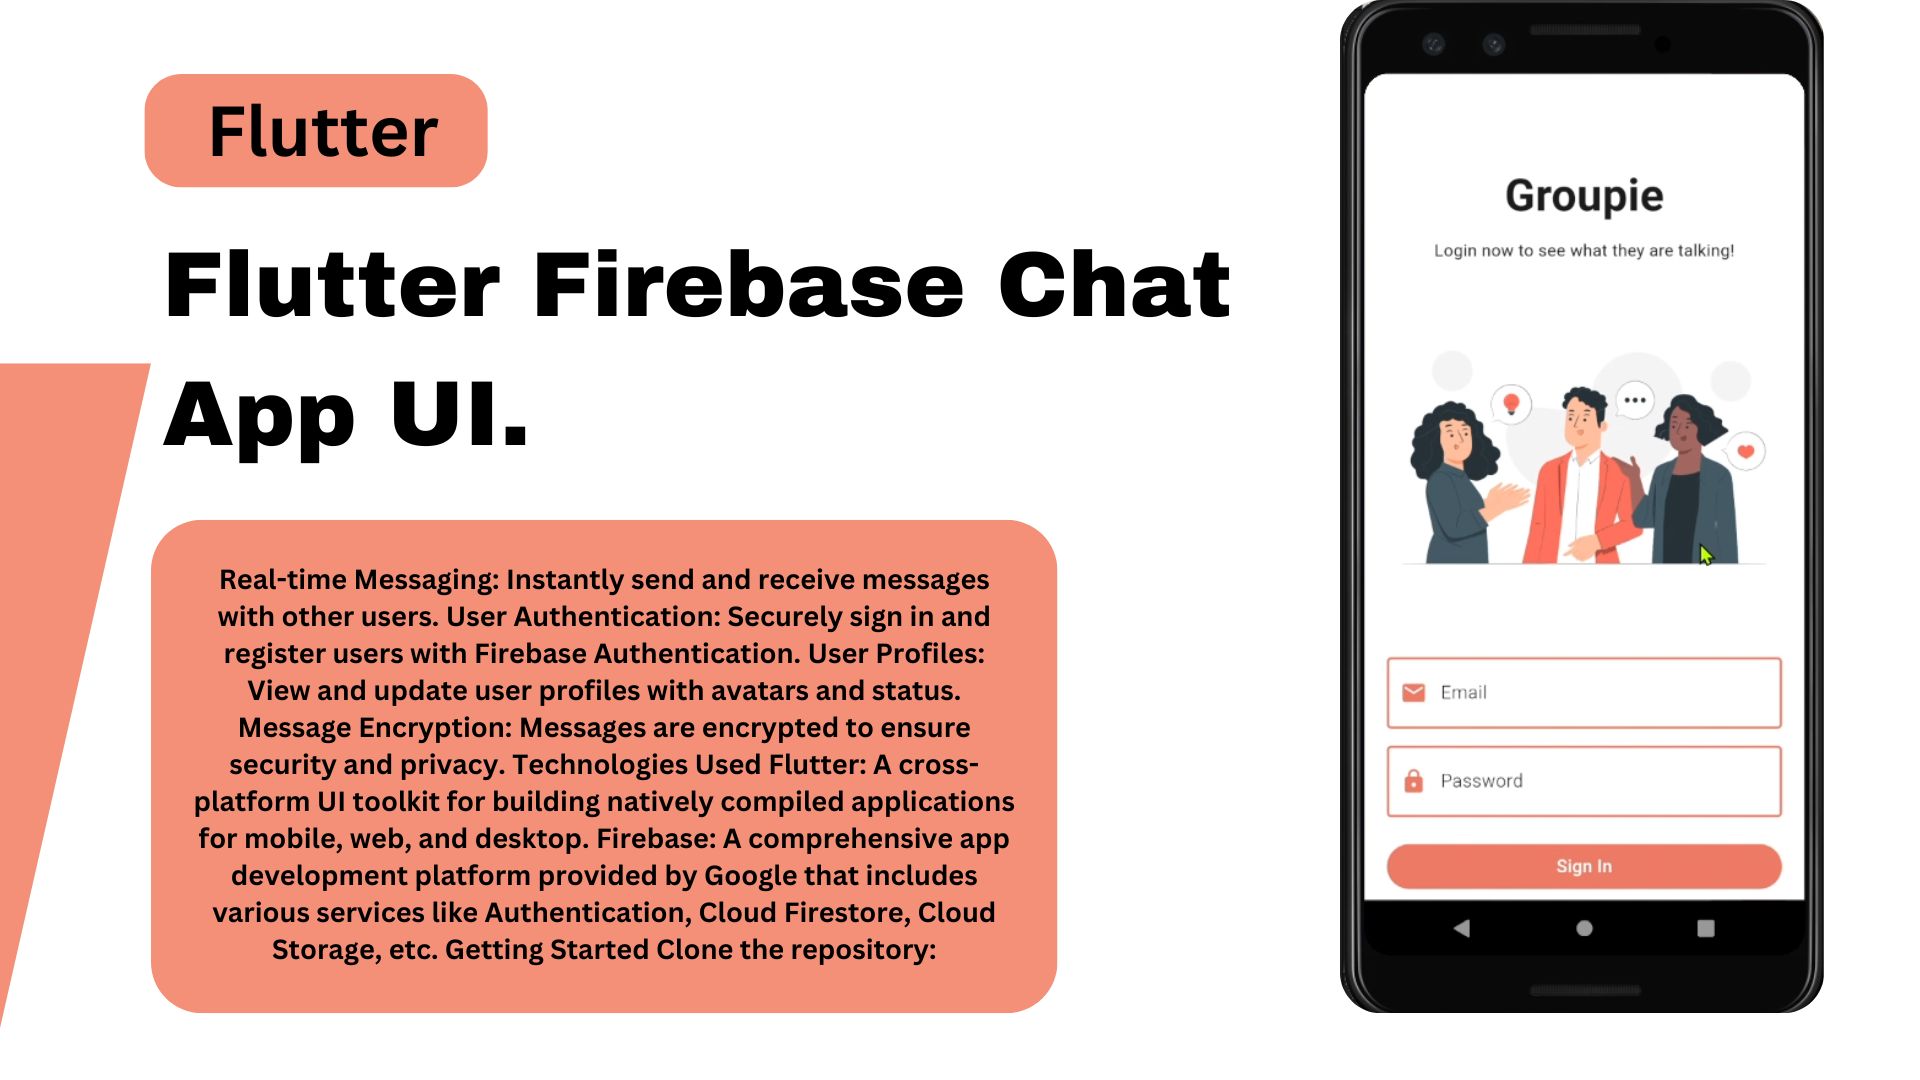 Flutter
Flutter Firebase Chat
App UI.
Real-time Messaging: Instantly send and receive messages
with other users. User Authentication: Securely sign in and
register users with Firebase Authentication. User Profiles:
View and update user profiles with avatars and status.
Message Encryption: Messages are encrypted to ensure
security and privacy. Technologies Used Flutter: A cross-
platform UI toolkit for building natively compiled applications
for mobile, web, and desktop. Firebase: A comprehensive app
development platform provided by Google that includes
various services like Authentication, Cloud Firestore, Cloud
Storage, etc. Getting Started Clone the repository:
Groupie
Login now to see what they are talking!
Email
Password
Sign In